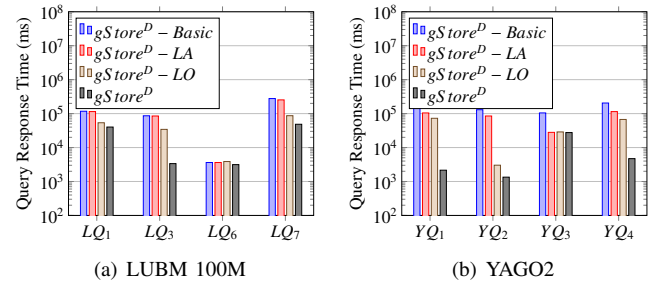 Query Response Time (ms)
10^8
10^7
10^6
10^5
10^4
10^3
10^2
gStore^D − Basic
gStore^D − LA
gStore^D − LO
gStore^D
LQ_1 LQ_3 LQ_6 LQ_7
(a) LUBM 100M
Query Response Time (ms)
10^8
10^7
10^6
10^5
10^4
10^3
10^2
gStore^D − Basic
gStore^D − LA
gStore^D − LO
gStore^D
YQ_1 YQ_2 YQ_3 YQ_4
(b) YAGO2